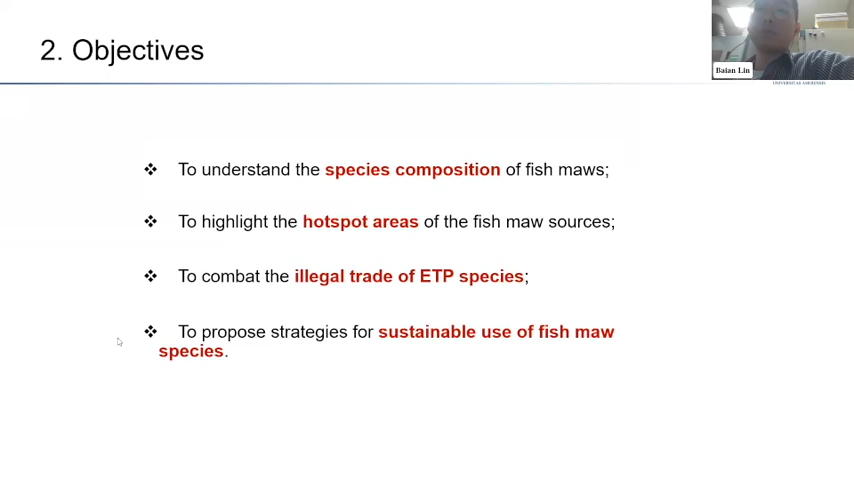 2. Objectives
Baian Lin
❖ To understand the species composition of fish maws;
❖ To highlight the hotspot areas of the fish maw sources;
❖ To combat the illegal trade of ETP species;
❖ To propose strategies for sustainable use of fish maw
species.